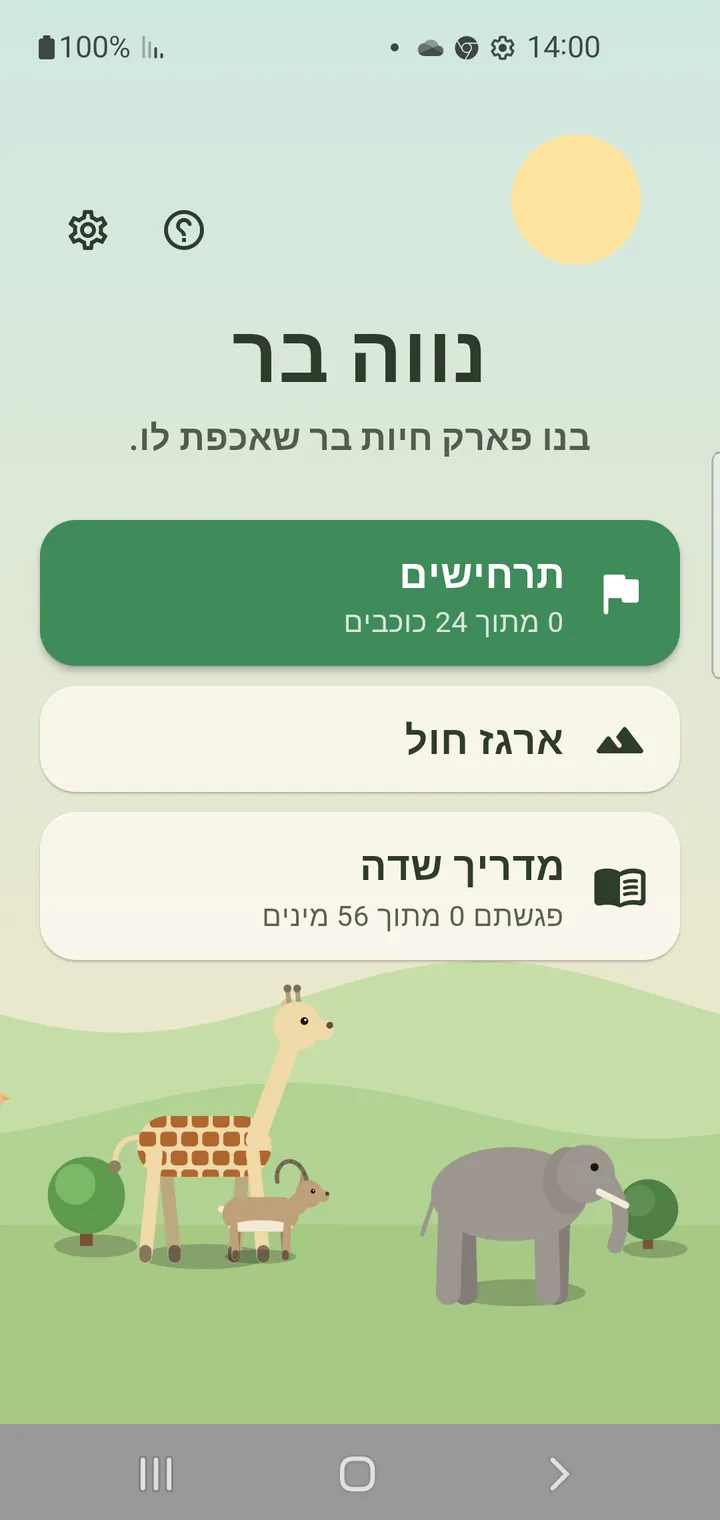 100%
14:00
נווה בר
בנו פארק חיות בר שאכפת לו.
תרחישים
0 מתוך 24 כוכבים
ארגז חול
מדריך שדה
פגשתם 0 מתוך 56 מינים